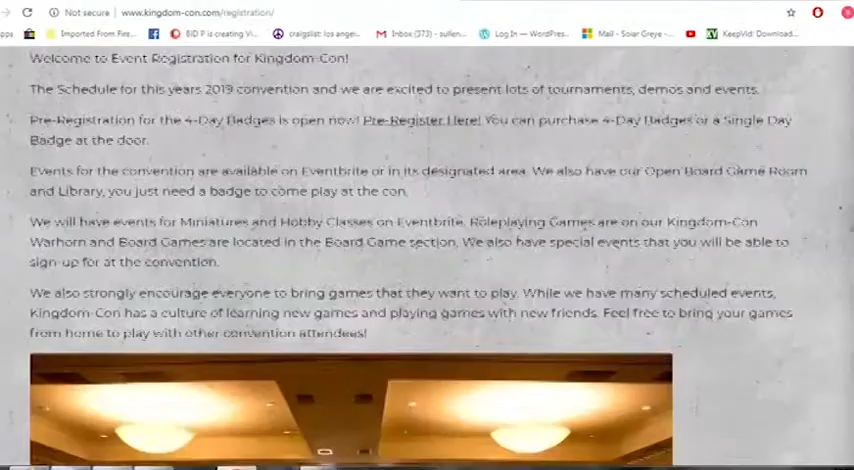 Not secure | www.kingdom-con.com/registration/
Imported From Fire... BID P is creating Vi... craigslist: los angel... Inbox (373) - sullen... Log In — WordPres... Mail - Solar Greye -... KeepVid: Download...
Welcome to Event Registration for Kingdom-Con!
The Schedule for this years 2019 convention and we are excited to present lots of tournaments, demos and events.
Pre-Registration for the 4-Day Badges is open now! Pre-Register Here! You can purchase 4-Day Badges or a Single Day
Badge at the door.
Events for the convention are available on Eventbrite or in its designated area. We also have our Open Board Game Room
and Library, you just need a badge to come play at the con.
We will have events for Miniatures and Hobby Classes on Eventbrite. Roleplaying Games are on our Kingdom-Con
Warhorn and Board Games are located in the Board Game section. We also have special events that you will be able to
sign-up for at the convention.
We also strongly encourage everyone to bring games that they want to play. While we have many scheduled events,
Kingdom-Con has a culture of learning new games and playing games with new friends. Feel free to bring your games
from home to play with other convention attendees!